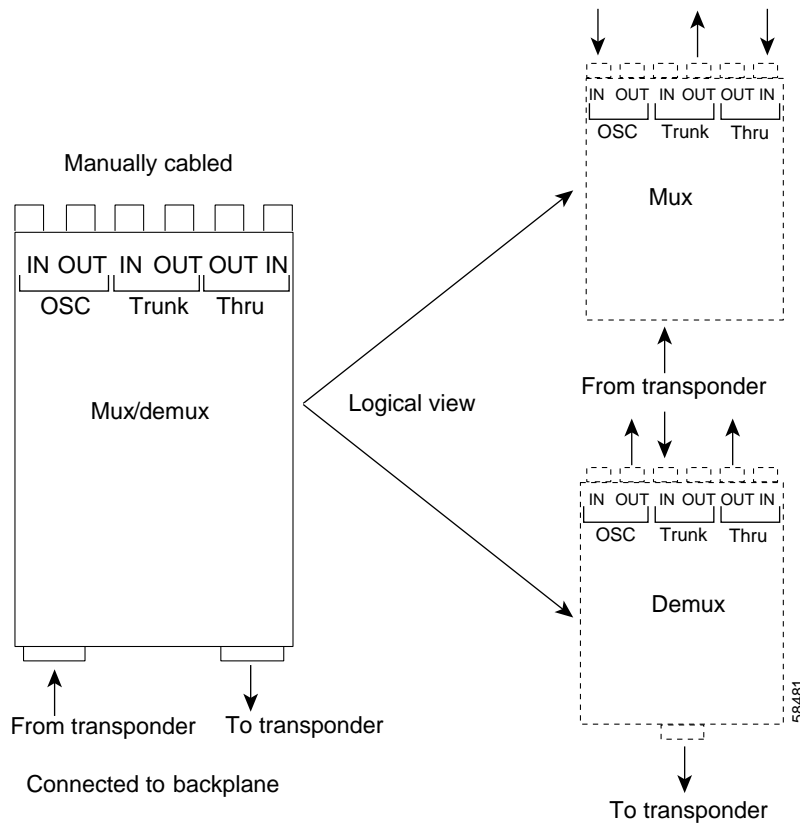 Manually cabled
IN OUT IN OUT OUT IN
OSC Trunk Thru
Mux/demux
From transponder To transponder
Connected to backplane
Logical view
IN OUT IN OUT OUT IN
OSC Trunk Thru
Mux
From transponder
IN OUT IN OUT OUT IN
OSC Trunk Thru
Demux
To transponder
58481